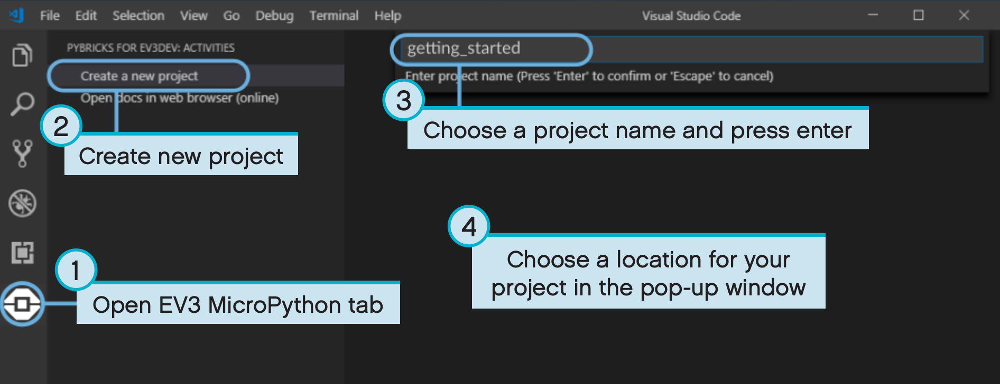 File Edit Selection View Go Debug Terminal Help Visual Studio Code
PYBRICKS FOR EV3DEV: ACTIVITIES
Create a new project
Open docs in web browser (online)
getting_started
Enter project name (Press 'Enter' to confirm or 'Escape' to cancel)
2
Create new project
3
Choose a project name and press enter
4
Choose a location for your
project in the pop-up window
1
Open EV3 MicroPython tab